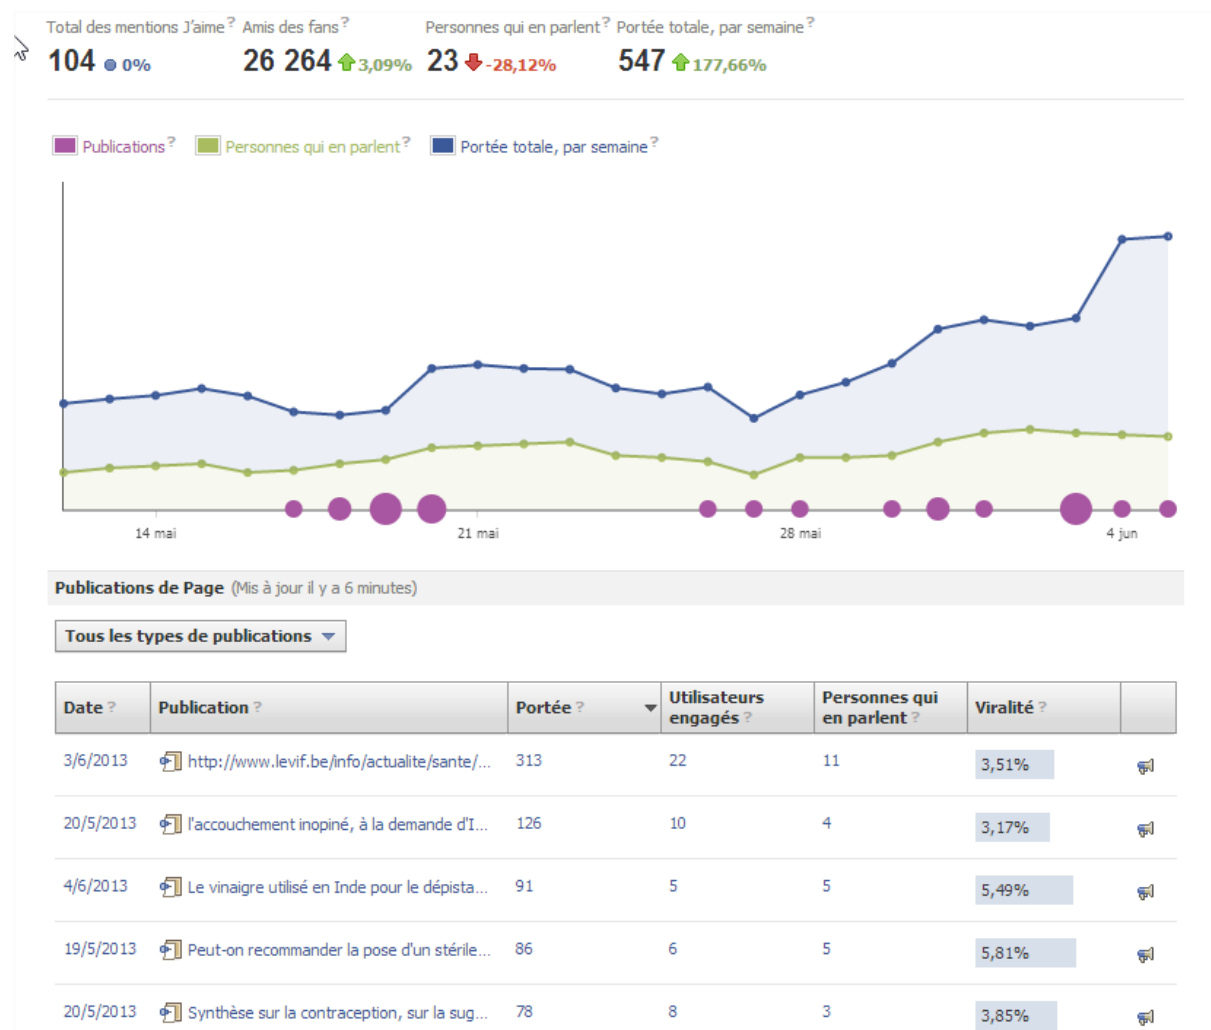 Total des mentions J'aime ? Amis des fans ? Personnes qui en parlent ? Portée totale, par semaine ?
104 0% 26 264 3,09% 23 -28,12% 547 177,66%
Publications ? Personnes qui en parlent ? Portée totale, par semaine ?
14 mai 21 mai 28 mai 4 jun
Publications de Page (Mis à jour il y a 6 minutes)
Tous les types de publications
Date ? Publication ? Portée ? Utilisateurs engagés ? Personnes qui en parlent ? Viralité ?
3/6/2013 http://www.levif.be/info/actualite/sante/... 313 22 11 3,51%
20/5/2013 l'accouchement inopiné, à la demande d'I... 126 10 4 3,17%
4/6/2013 Le vinaigre utilisé en Inde pour le dépista... 91 5 5 5,49%
19/5/2013 Peut-on recommander la pose d'un stérile... 86 6 5 5,81%
20/5/2013 Synthèse sur la contraception, sur la sug... 78 8 3 3,85%